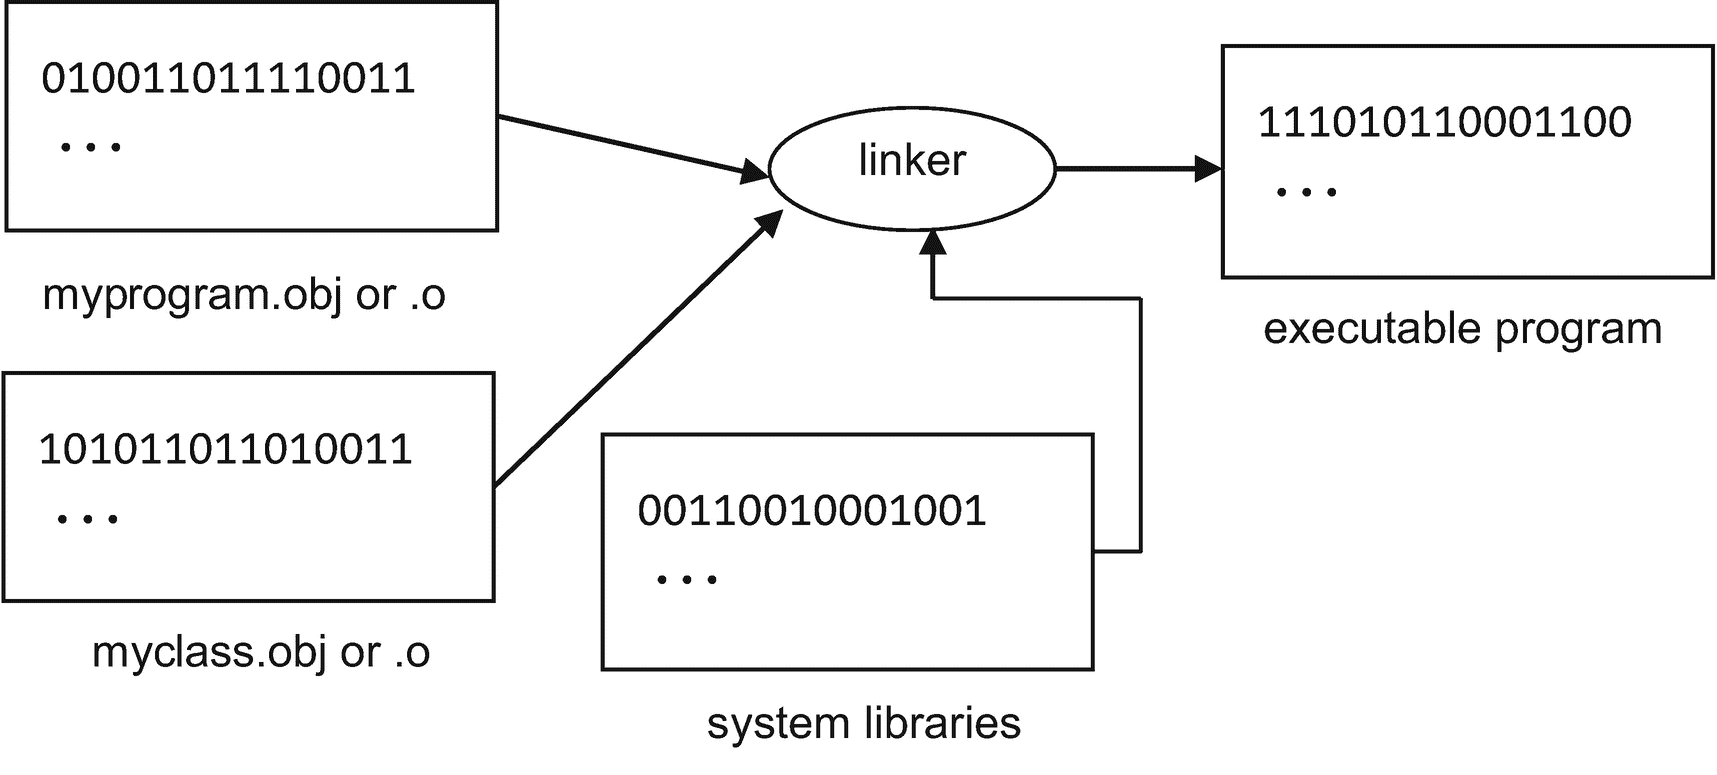 010011011110011
...
myprogram.obj or .o
linker
111010110001100
...
executable program
101011011010011
...
myclass.obj or .o
00110010001001
...
system libraries